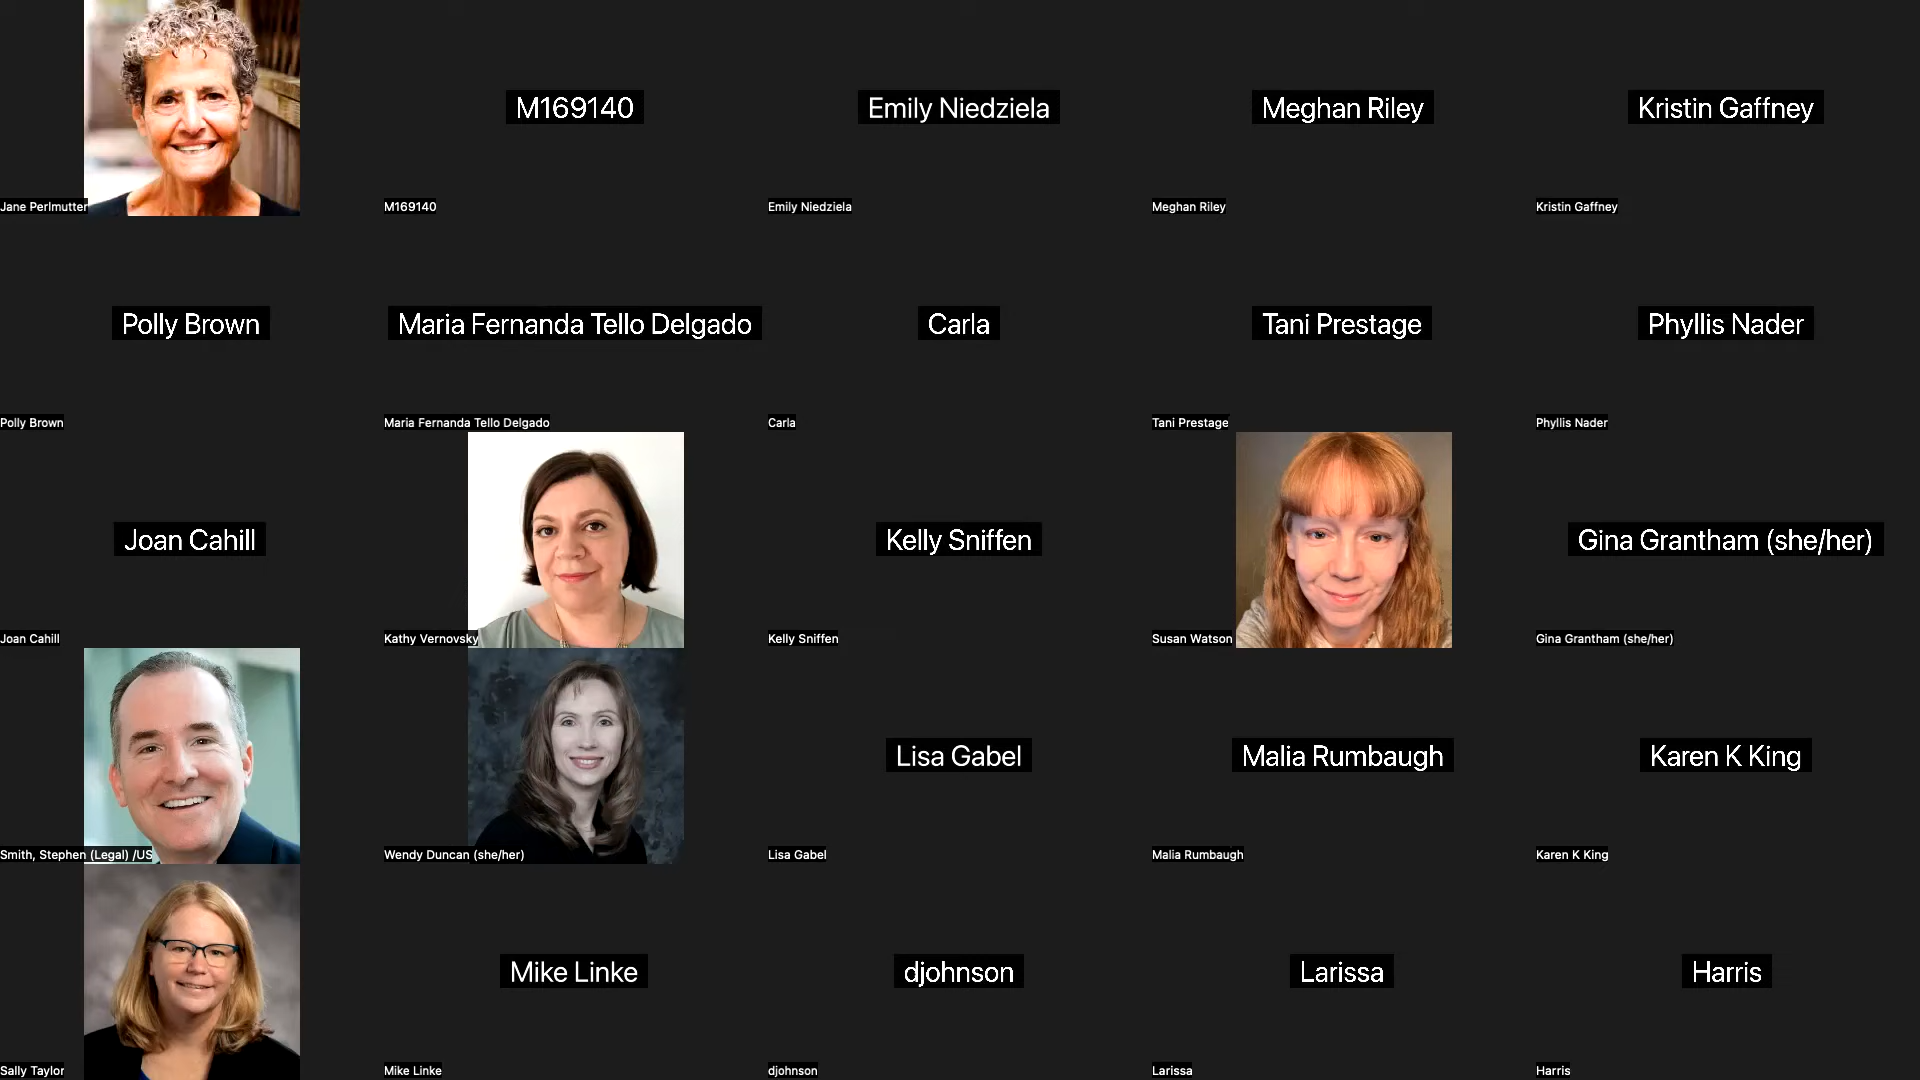 Jane Perlmutter
M169140
M169140
Emily Niedziela
Emily Niedziela
Meghan Riley
Meghan Riley
Kristin Gaffney
Kristin Gaffney
Polly Brown
Polly Brown
Maria Fernanda Tello Delgado
Maria Fernanda Tello Delgado
Carla
Carla
Tani Prestage
Tani Prestage
Phyllis Nader
Phyllis Nader
Joan Cahill
Joan Cahill
Kathy Vernovsky
Kelly Sniffen
Kelly Sniffen
Susan Watson
Gina Grantham (she/her)
Gina Grantham (she/her)
Smith, Stephen (Legal) /US
Wendy Duncan (she/her)
Lisa Gabel
Lisa Gabel
Malia Rumbaugh
Malia Rumbaugh
Karen K King
Karen K King
Sally Taylor
Mike Linke
Mike Linke
djohnson
djohnson
Larissa
Larissa
Harris
Harris